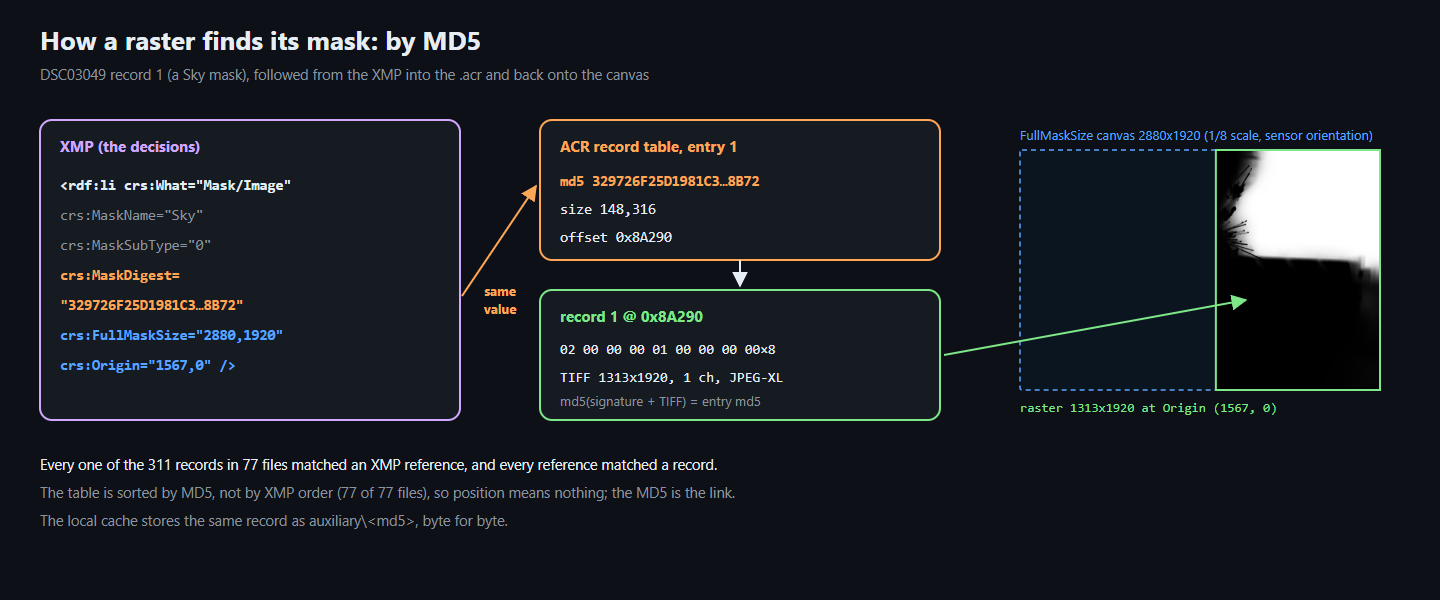 How a raster finds its mask: by MD5
DSC03049 record 1 (a Sky mask), followed from the XMP into the .acr and back onto the canvas
XMP (the decisions)
<rdf:li crs:What="Mask/Image"
crs:MaskName="Sky"
crs:MaskSubType="0"
crs:MaskDigest=
"329726F25D1981C3…8B72"
crs:FullMaskSize="2880,1920"
crs:Origin="1567,0" />
same
value
ACR record table, entry 1
md5 329726F25D1981C3…8B72
size 148,316
offset 0x8A290
record 1 @ 0x8A290
02 00 00 00 01 00 00 00 00×8
TIFF 1313x1920, 1 ch, JPEG-XL
md5(signature + TIFF) = entry md5
FullMaskSize canvas 2880x1920 (1/8 scale, sensor orientation)
raster 1313x1920 at Origin (1567, 0)
Every one of the 311 records in 77 files matched an XMP reference, and every reference matched a record.
The table is sorted by MD5, not by XMP order (77 of 77 files), so position means nothing; the MD5 is the link.
The local cache stores the same record as auxiliary\<md5>, byte for byte.